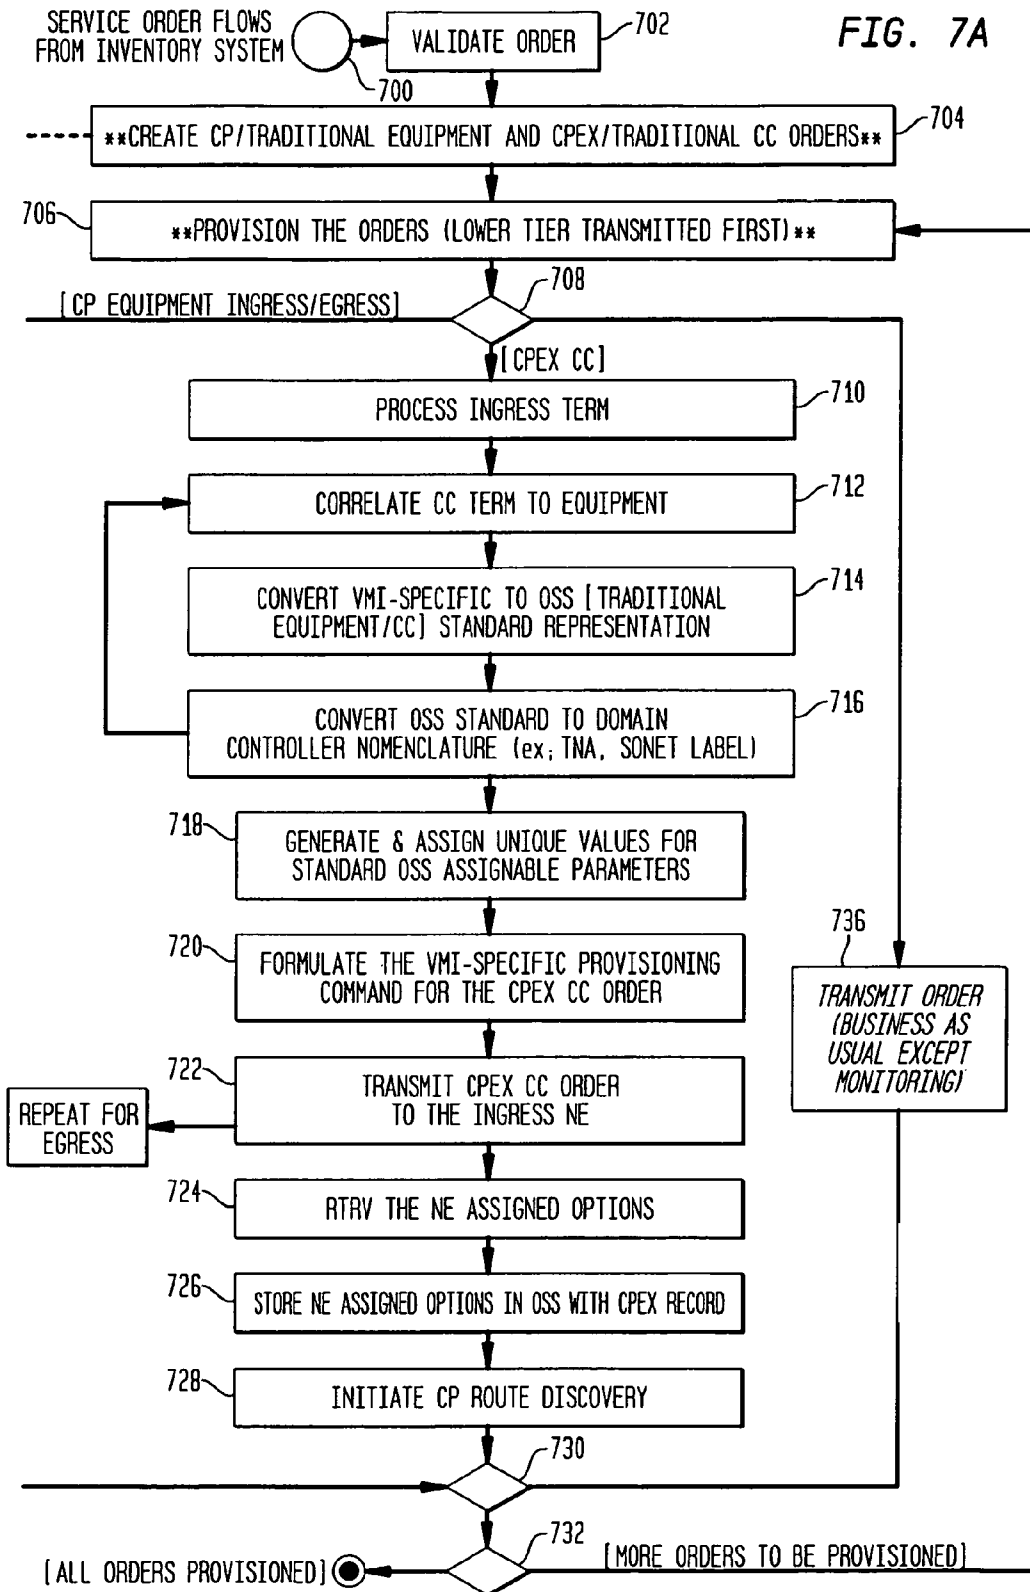 SERVICE ORDER FLOWS
FROM INVENTORY SYSTEM
700
VALIDATE ORDER
702
FIG. 7A
**CREATE CP/TRADITIONAL EQUIPMENT AND CPEX/TRADITIONAL CC ORDERS**
704
706
**PROVISION THE ORDERS (LOWER TIER TRANSMITTED FIRST)**
708
[CP EQUIPMENT INGRESS/EGRESS]
[CPEX CC]
PROCESS INGRESS TERM
710
CORRELATE CC TERM TO EQUIPMENT
712
CONVERT VMI-SPECIFIC TO OSS [TRADITIONAL
EQUIPMENT/CC] STANDARD REPRESENTATION
714
CONVERT OSS STANDARD TO DOMAIN
CONTROLLER NOMENCLATURE (ex; TNA, SONET LABEL)
716
718
GENERATE & ASSIGN UNIQUE VALUES FOR
STANDARD OSS ASSIGNABLE PARAMETERS
720
FORMULATE THE VMI-SPECIFIC PROVISIONING
COMMAND FOR THE CPEX CC ORDER
736
TRANSMIT ORDER
(BUSINESS AS
USUAL EXCEPT
MONITORING)
722
TRANSMIT CPEX CC ORDER
TO THE INGRESS NE
REPEAT FOR
EGRESS
724
RTRV THE NE ASSIGNED OPTIONS
726
STORE NE ASSIGNED OPTIONS IN OSS WITH CPEX RECORD
728
INITIATE CP ROUTE DISCOVERY
730
732
[ALL ORDERS PROVISIONED]
[MORE ORDERS TO BE PROVISIONED]